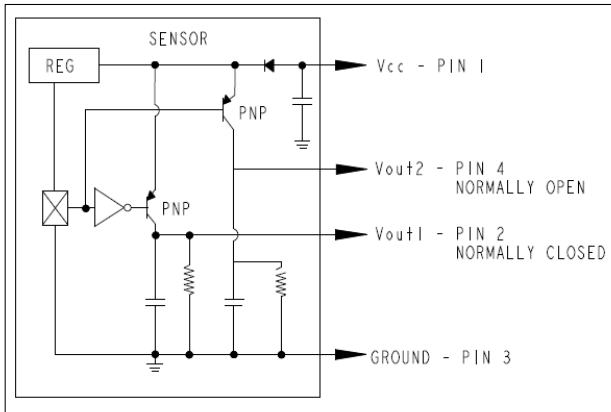 SENSOR
REG
Vcc - PIN 1
PNP
Vout2 - PIN 4
NORMALLY OPEN
PNP
Vout1 - PIN 2
NORMALLY CLOSED
GROUND - PIN 3